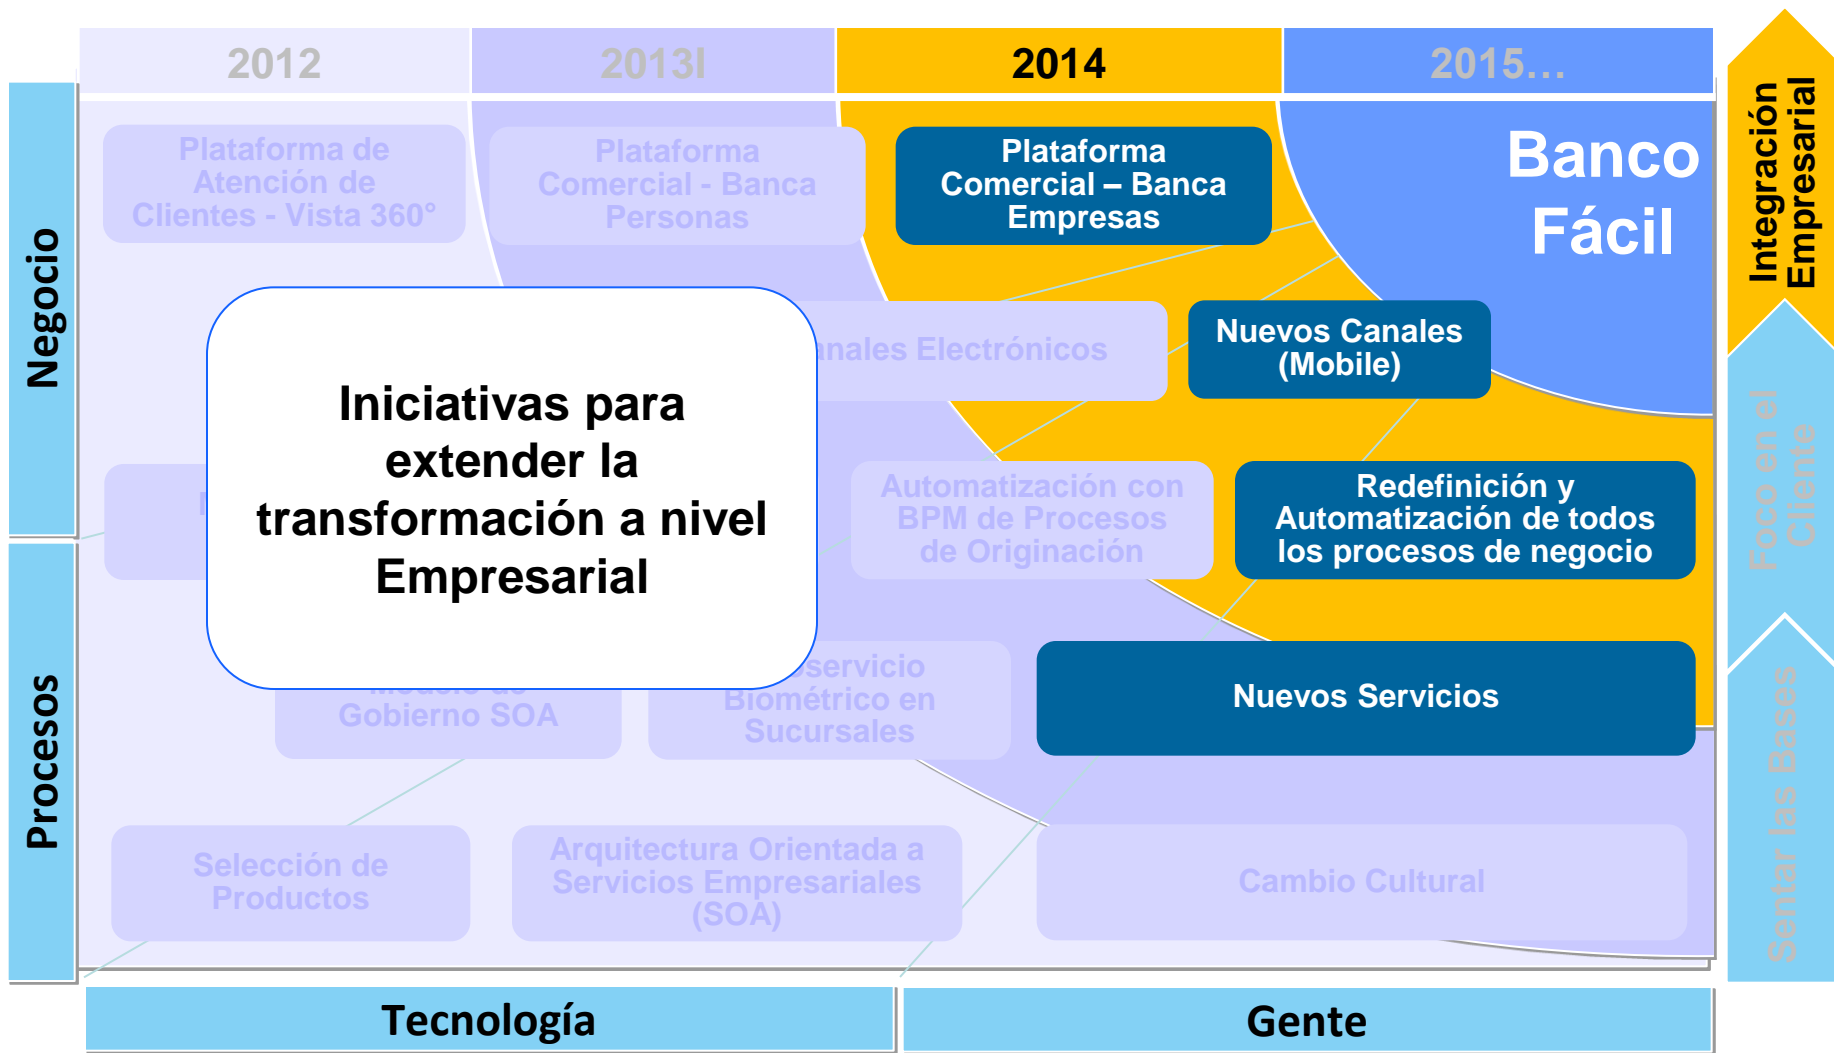 2012
2013I
2014
2015…
Integración
Empresarial
Foco en el
Cliente
Sentar las Bases
Negocio
Procesos
Plataforma de
Atención de
Clientes - Vista 360°
Plataforma
Comercial - Banca
Personas
Plataforma
Comercial – Banca
Empresas
Banco
Fácil
Electrónicos
Nuevos Canales
(Mobile)
Iniciativas para
extender la
transformación a nivel
Empresarial
Automatización con
BPM de Procesos
de Originación
Redefinición y
Automatización de todos
los procesos de negocio
Modelo de
Gobierno SOA
Biométrico en
Sucursales
Nuevos Servicios
Selección de
Productos
Arquitectura Orientada a
Servicios Empresariales
(SOA)
Cambio Cultural
Tecnología
Gente